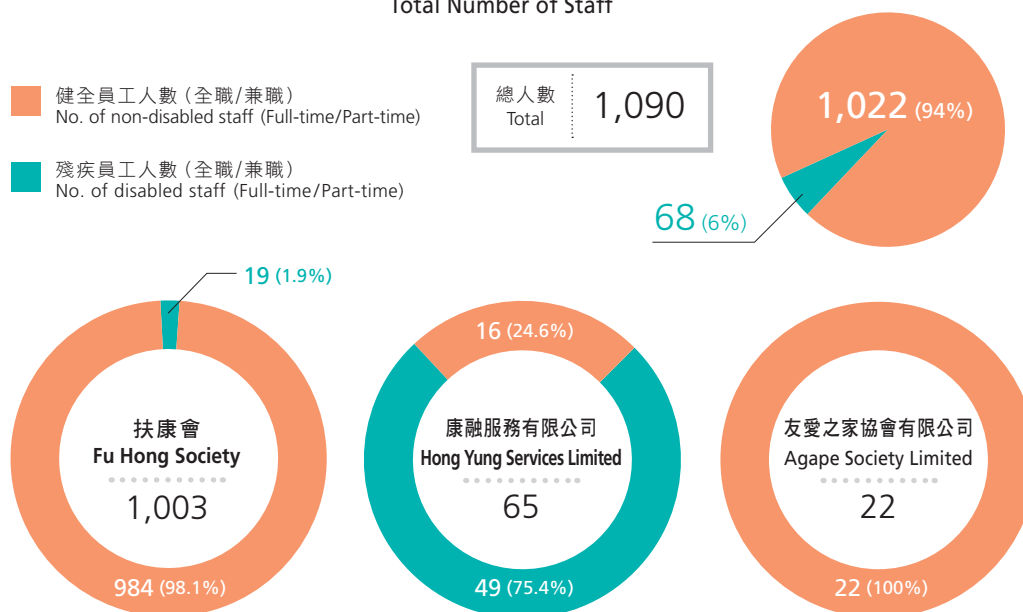 Total Number of Staff
健全員工人數（全職/兼職）
No. of non-disabled staff (Full-time/Part-time)
殘疾員工人數（全職/兼職）
No. of disabled staff (Full-time/Part-time)
總人數
Total
1,090
1,022 (94%)
68 (6%)
19 (1.9%)
扶康會
Fu Hong Society
1,003
984 (98.1%)
16 (24.6%)
康融服務有限公司
Hong Yung Services Limited
65
49 (75.4%)
友愛之家協會有限公司
Agape Society Limited
22
22 (100%)